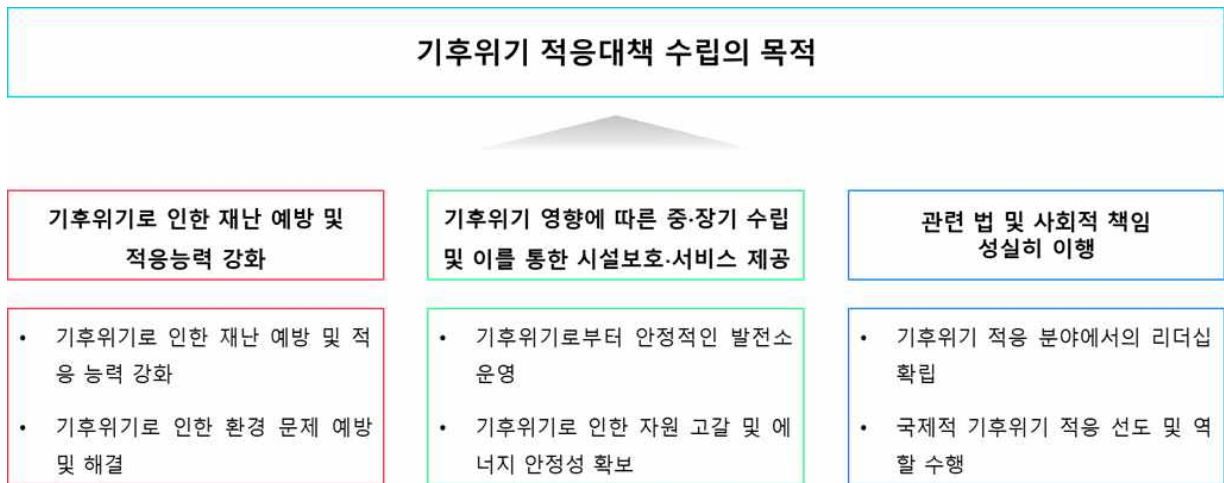 기후위기 적응대책 수립의 목적
기후위기로 인한 재난 예방 및
적응능력 강화
기후위기 영향에 따른 중·장기 수립
및 이를 통한 시설보호·서비스 제공
관련 법 및 사회적 책임
성실히 이행
• 기후위기로 인한 재난 예방 및 적
응 능력 강화
• 기후위기로 인한 환경 문제 예방
및 해결
• 기후위기로부터 안정적인 발전소
운영
• 기후위기로 인한 자원 고갈 및 에
너지 안정성 확보
• 기후위기 적응 분야에서의 리더십
확립
• 국제적 기후위기 적응 선도 및 역
할 수행